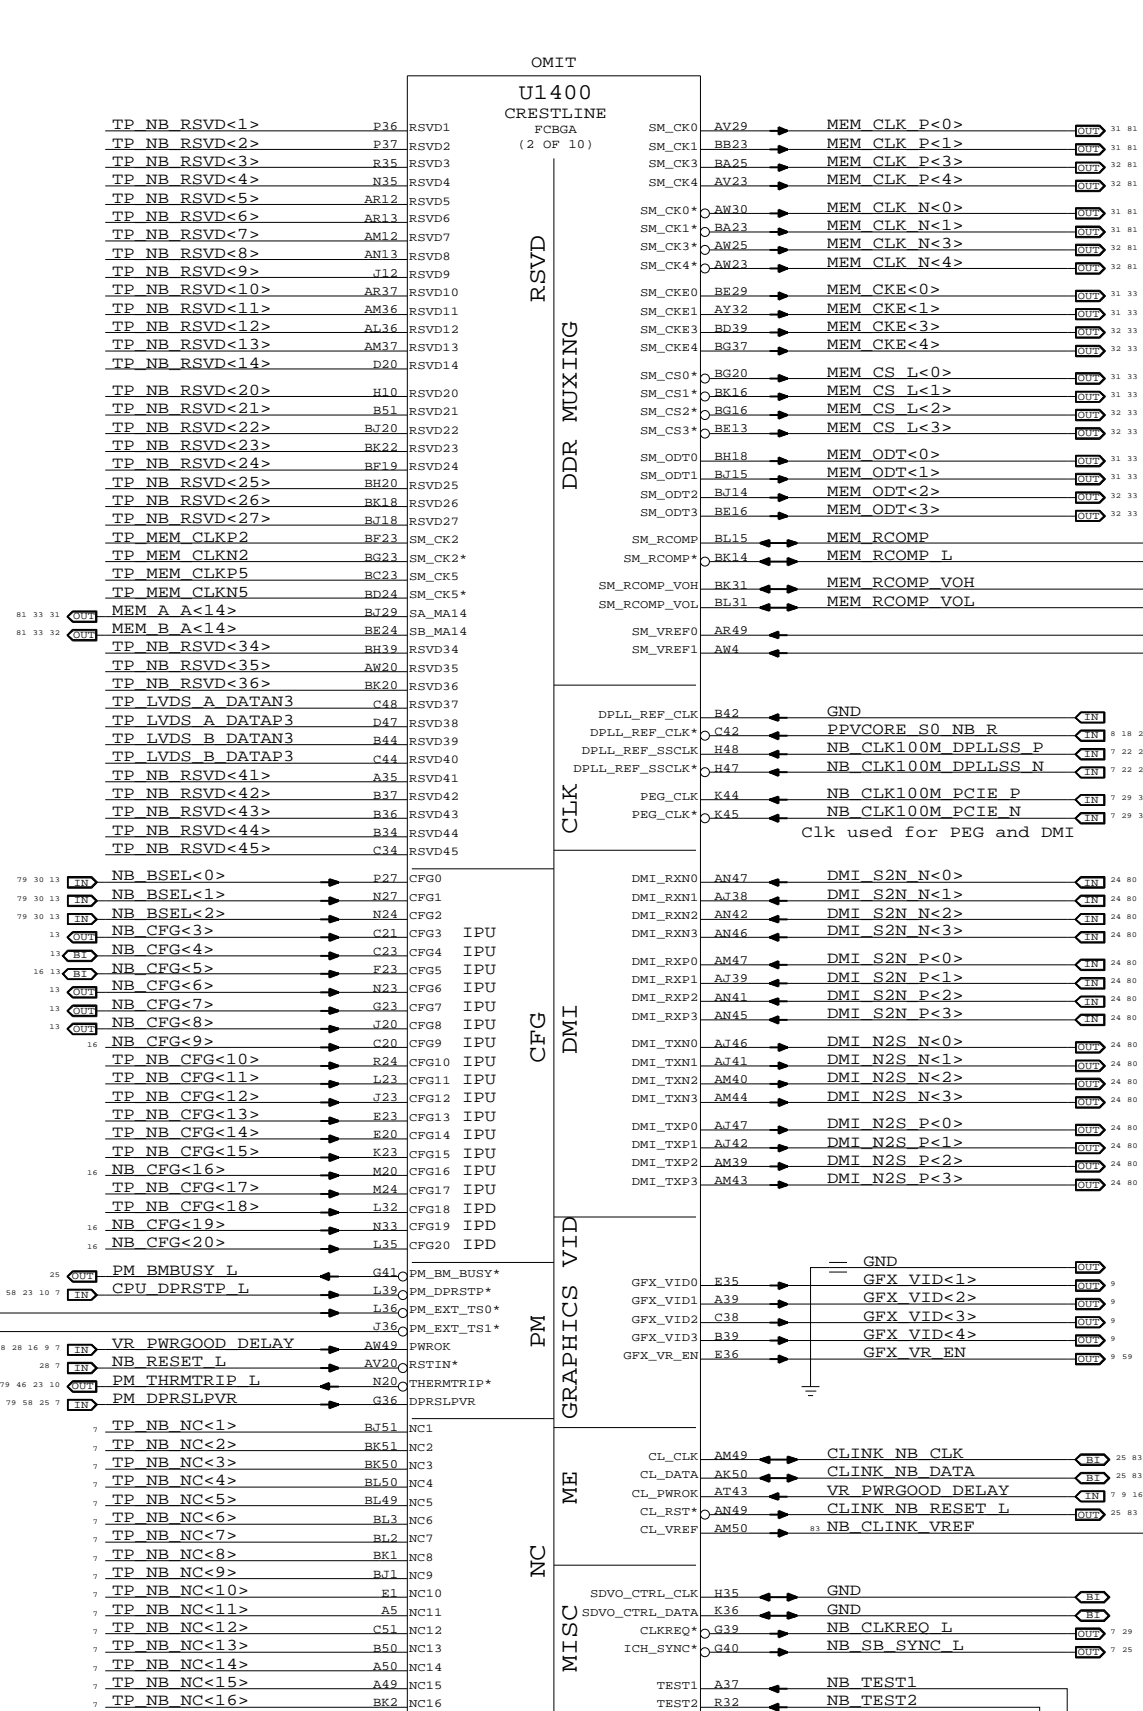 OMIT
U1400
CRESTLINE
FCBGA
(2 OF 10)
TP_NB_RSVD<1> P36 RSVD1
TP_NB_RSVD<2> P37 RSVD2
TP_NB_RSVD<3> R35 RSVD3
TP_NB_RSVD<4> N35 RSVD4
TP_NB_RSVD<5> AR12 RSVD5
TP_NB_RSVD<6> AR13 RSVD6
TP_NB_RSVD<7> AM12 RSVD7
TP_NB_RSVD<8> AN13 RSVD8
TP_NB_RSVD<9> J12 RSVD9
TP_NB_RSVD<10> AR37 RSVD10
TP_NB_RSVD<11> AM36 RSVD11
TP_NB_RSVD<12> AL36 RSVD12
TP_NB_RSVD<13> AM37 RSVD13
TP_NB_RSVD<14> D20 RSVD14
TP_NB_RSVD<20> H10 RSVD20
TP_NB_RSVD<21> B51 RSVD21
TP_NB_RSVD<22> BJ20 RSVD22
TP_NB_RSVD<23> BK22 RSVD23
TP_NB_RSVD<24> BF19 RSVD24
TP_NB_RSVD<25> BH20 RSVD25
TP_NB_RSVD<26> BK18 RSVD26
TP_NB_RSVD<27> BJ18 RSVD27
TP_MEM_CLKP2 BF23 SM_CK2
TP_MEM_CLKN2 BG23 SM_CK2*
TP_MEM_CLKP5 BC23 SM_CK5
TP_MEM_CLKN5 BD24 SM_CK5*
81 33 31 OUT MEM_A_A<14> BJ29 SA_MA14
81 33 32 OUT MEM_B_A<14> BE24 SB_MA14
TP_NB_RSVD<34> BH39 RSVD34
TP_NB_RSVD<35> AW20 RSVD35
TP_NB_RSVD<36> BK20 RSVD36
TP_LVDS_A_DATAN3 C48 RSVD37
TP_LVDS_A_DATAP3 D47 RSVD38
TP_LVDS_B_DATAN3 B44 RSVD39
TP_LVDS_B_DATAP3 C44 RSVD40
TP_NB_RSVD<41> A35 RSVD41
TP_NB_RSVD<42> B37 RSVD42
TP_NB_RSVD<43> B36 RSVD43
TP_NB_RSVD<44> B34 RSVD44
TP_NB_RSVD<45> C34 RSVD45
79 30 13 IN NB_BSEL<0> P27 CFG0
79 30 13 IN NB_BSEL<1> N27 CFG1
79 30 13 IN NB_BSEL<2> N24 CFG2
13 OUT NB_CFG<3> C21 CFG3 IPU
13 BI NB_CFG<4> C23 CFG4 IPU
16 13 BI NB_CFG<5> F23 CFG5 IPU
13 OUT NB_CFG<6> N23 CFG6 IPU
13 OUT NB_CFG<7> G23 CFG7 IPU
13 OUT NB_CFG<8> J20 CFG8 IPU
16 NB_CFG<9> C20 CFG9 IPU
TP_NB_CFG<10> R24 CFG10 IPU
TP_NB_CFG<11> L23 CFG11 IPU
TP_NB_CFG<12> J23 CFG12 IPU
TP_NB_CFG<13> E23 CFG13 IPU
TP_NB_CFG<14> E20 CFG14 IPU
TP_NB_CFG<15> K23 CFG15 IPU
16 NB_CFG<16> M20 CFG16 IPU
TP_NB_CFG<17> M24 CFG17 IPU
TP_NB_CFG<18> L32 CFG18 IPD
16 NB_CFG<19> N33 CFG19 IPD
16 NB_CFG<20> L35 CFG20 IPD
25 OUT PM_BMBUSY_L G41 PM_BM_BUSY*
58 23 10 7 IN CPU_DPRSTP_L L39 PM_DPRSTP*
L36 PM_EXT_TS0*
J36 PM_EXT_TS1*
8 28 16 9 7 IN VR_PWRGOOD_DELAY AW49 PWROK
28 7 IN NB_RESET_L AV20 RSTIN*
79 46 23 10 OUT PM_THRMTRIP_L N20 THERMTRIP*
79 58 25 7 IN PM_DPRSLPVR G36 DPRSLPVR
7 TP_NB_NC<1> BJ51 NC1
7 TP_NB_NC<2> BK51 NC2
7 TP_NB_NC<3> BK50 NC3
7 TP_NB_NC<4> BL50 NC4
7 TP_NB_NC<5> BL49 NC5
7 TP_NB_NC<6> BL3 NC6
7 TP_NB_NC<7> BL2 NC7
7 TP_NB_NC<8> BK1 NC8
7 TP_NB_NC<9> BJ1 NC9
7 TP_NB_NC<10> E1 NC10
7 TP_NB_NC<11> A5 NC11
7 TP_NB_NC<12> C51 NC12
7 TP_NB_NC<13> B50 NC13
7 TP_NB_NC<14> A50 NC14
7 TP_NB_NC<15> A49 NC15
7 TP_NB_NC<16> BK2 NC16
RSVD
CFG
PM
NC
DDR MUXING
CLK
DMI
GRAPHICS VID
ME
MISC
SM_CK0 AV29 MEM_CLK_P<0> OUT 31 81
SM_CK1 BB23 MEM_CLK_P<1> OUT 31 81
SM_CK3 BA25 MEM_CLK_P<3> OUT 32 81
SM_CK4 AV23 MEM_CLK_P<4> OUT 32 81
SM_CK0* AW30 MEM_CLK_N<0> OUT 31 81
SM_CK1* BA23 MEM_CLK_N<1> OUT 31 81
SM_CK3* AW25 MEM_CLK_N<3> OUT 32 81
SM_CK4* AW23 MEM_CLK_N<4> OUT 32 81
SM_CKE0 BE29 MEM_CKE<0> OUT 31 33
SM_CKE1 AY32 MEM_CKE<1> OUT 31 33
SM_CKE3 BD39 MEM_CKE<3> OUT 32 33
SM_CKE4 BG37 MEM_CKE<4> OUT 32 33
SM_CS0* BG20 MEM_CS_L<0> OUT 31 33
SM_CS1* BK16 MEM_CS_L<1> OUT 31 33
SM_CS2* BG16 MEM_CS_L<2> OUT 32 33
SM_CS3* BE13 MEM_CS_L<3> OUT 32 33
SM_ODT0 BH18 MEM_ODT<0> OUT 31 33
SM_ODT1 BJ15 MEM_ODT<1> OUT 31 33
SM_ODT2 BJ14 MEM_ODT<2> OUT 32 33
SM_ODT3 BE16 MEM_ODT<3> OUT 32 33
SM_RCOMP BL15 MEM_RCOMP
SM_RCOMP* BK14 MEM_RCOMP_L
SM_RCOMP_VOH BK31 MEM_RCOMP_VOH
SM_RCOMP_VOL BL31 MEM_RCOMP_VOL
SM_VREF0 AR49
SM_VREF1 AW4
DPLL_REF_CLK B42 GND IN
DPLL_REF_CLK* C42 PPVCORE_S0_NB_R IN 8 18 2
DPLL_REF_SSCLK H48 NB_CLK100M_DPLLSS_P IN 7 22 2
DPLL_REF_SSCLK* H47 NB_CLK100M_DPLLSS_N IN 7 22 2
PEG_CLK K44 NB_CLK100M_PCIE_P IN 7 29 3
PEG_CLK* K45 NB_CLK100M_PCIE_N IN 7 29 3
Clk used for PEG and DMI
DMI_RXN0 AN47 DMI_S2N_N<0> IN 24 80
DMI_RXN1 AJ38 DMI_S2N_N<1> IN 24 80
DMI_RXN2 AN42 DMI_S2N_N<2> IN 24 80
DMI_RXN3 AN46 DMI_S2N_N<3> IN 24 80
DMI_RXP0 AM47 DMI_S2N_P<0> IN 24 80
DMI_RXP1 AJ39 DMI_S2N_P<1> IN 24 80
DMI_RXP2 AN41 DMI_S2N_P<2> IN 24 80
DMI_RXP3 AN45 DMI_S2N_P<3> IN 24 80
DMI_TXN0 AJ46 DMI_N2S_N<0> OUT 24 80
DMI_TXN1 AJ41 DMI_N2S_N<1> OUT 24 80
DMI_TXN2 AM40 DMI_N2S_N<2> OUT 24 80
DMI_TXN3 AM44 DMI_N2S_N<3> OUT 24 80
DMI_TXP0 AJ47 DMI_N2S_P<0> OUT 24 80
DMI_TXP1 AJ42 DMI_N2S_P<1> OUT 24 80
DMI_TXP2 AM39 DMI_N2S_P<2> OUT 24 80
DMI_TXP3 AM43 DMI_N2S_P<3> OUT 24 80
GND OUT
GFX_VID0 E35 GFX_VID<1> OUT 9
GFX_VID1 A39 GFX_VID<2> OUT 9
GFX_VID2 C38 GFX_VID<3> OUT 9
GFX_VID3 B39 GFX_VID<4> OUT 9
GFX_VR_EN E36 GFX_VR_EN OUT 9 59
CL_CLK AM49 CLINK_NB_CLK BI 25 83
CL_DATA AK50 CLINK_NB_DATA BI 25 83
CL_PWROK AT43 VR_PWRGOOD_DELAY IN 7 9 16
CL_RST* AN49 CLINK_NB_RESET_L OUT 25 83
CL_VREF AM50 83 NB_CLINK_VREF
SDVO_CTRL_CLK H35 GND BI
SDVO_CTRL_DATA K36 GND BI
CLKREQ* G39 NB_CLKREQ_L OUT 7 29
ICH_SYNC* G40 NB_SB_SYNC_L OUT 7 25
TEST1 A37 NB_TEST1
TEST2 R32 NB_TEST2